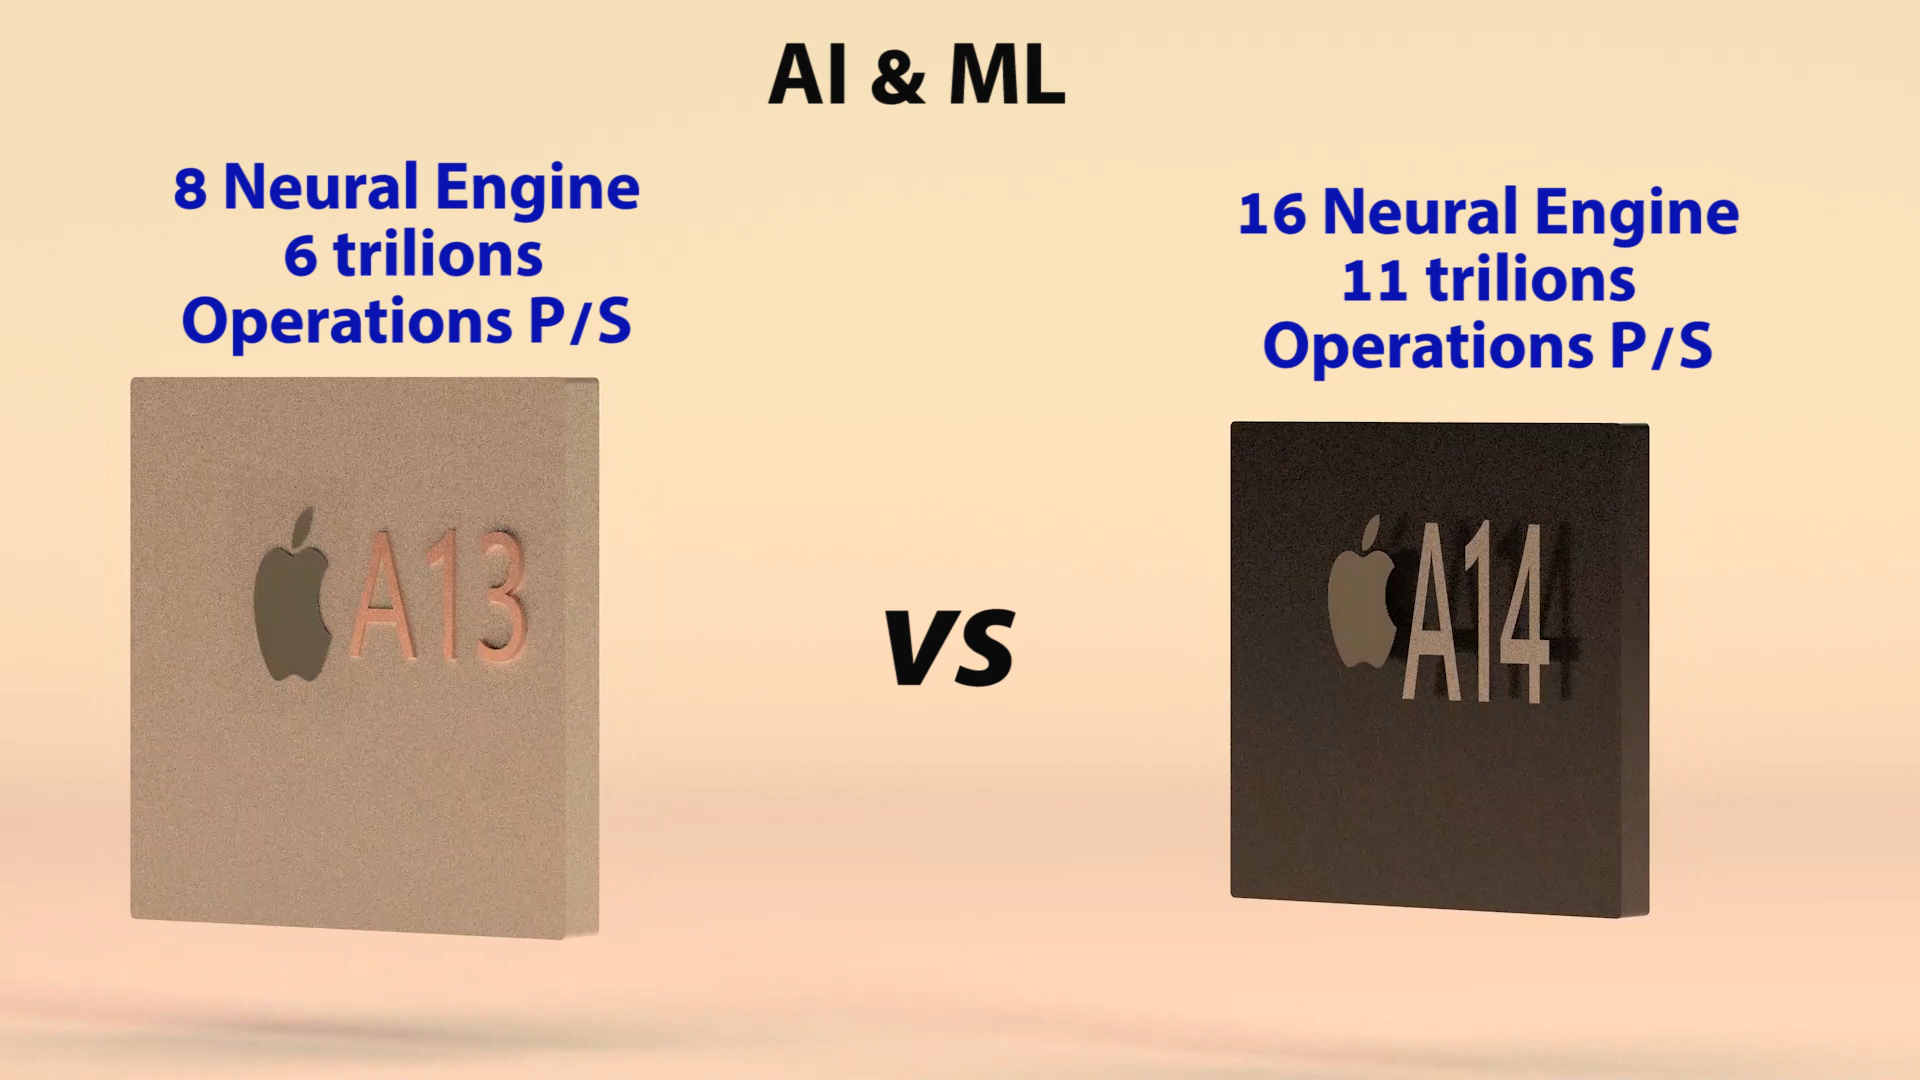 AI & ML
8 Neural Engine
6 trilions
Operations P/S
16 Neural Engine
11 trilions
Operations P/S
A13
VS
A14